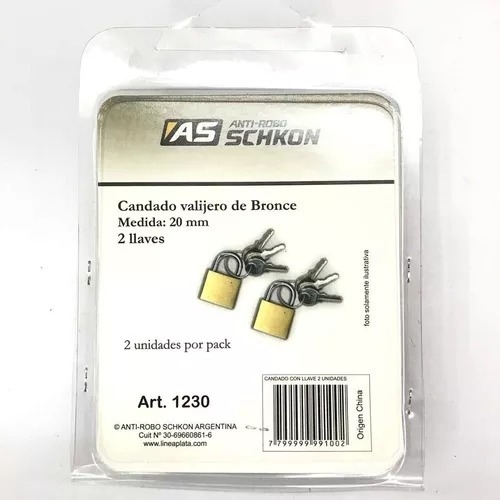 AS ANTI-ROBO
SCHKON
Candado valijero de Bronce
Medida: 20 mm
2 llaves
foto solamente ilustrativa
2 unidades por pack
Art. 1230
CANDADO CON LLAVE 2 UNIDADES
7 799999 991002
Origen China
© ANTI-ROBO SCHKON ARGENTINA
Cuit Nº 30-69660861-6
www.lineaplata.com